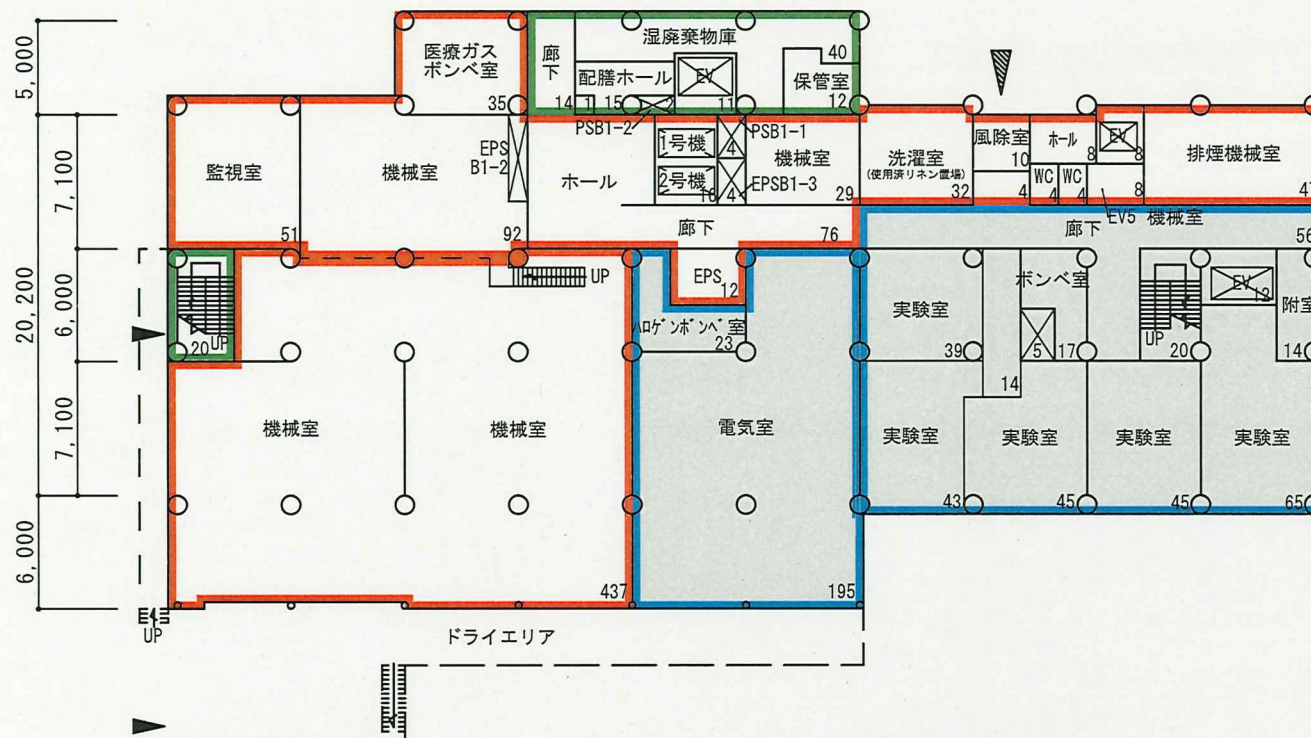 5,000
7,100
20,200
6,000
7,100
6,000
医療ガス
ボンベ室
35
廊
下
14
湿廃棄物庫
40
配膳ホール
1
15
2
EV
11
保管室
12
PSB1-2
監視室
51
機械室
92
EPS
B1-2
ホール
1号機
2号機
16
4
4
PSB1-1
EPSB1-3
機械室
29
洗濯室
(使用済リネン置場)
32
風除室
10
4
ホール
8
WC
4
WC
4
EV
8
8
EV5 機械室
排煙機械室
47
廊下
76
廊下
56
UP
20
UP
EPS
12
ハロゲンボンベ室
23
機械室
機械室
437
電気室
195
実験室
39
ボンベ室
5
17
14
UP
20
EV
12
附室
14
実験室
43
実験室
45
実験室
45
実験室
65
UP
ドライエリア